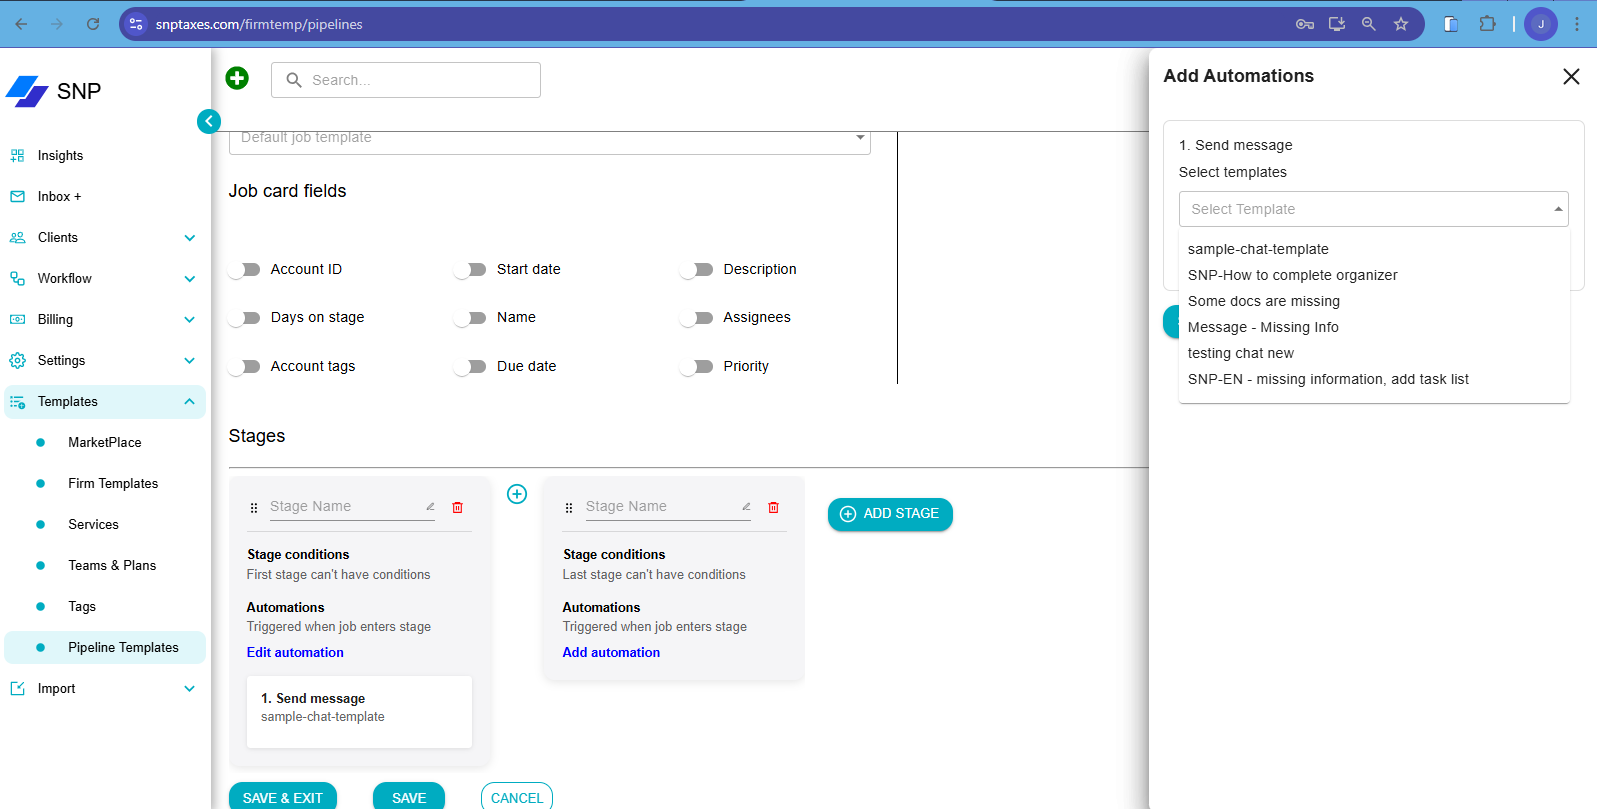 snptaxes.com/firmtemp/pipelines
J
SNP
Search...
Insights
Inbox +
Clients
Workflow
Billing
Settings
Templates
MarketPlace
Firm Templates
Services
Teams & Plans
Tags
Pipeline Templates
Import
Default job template
Job card fields
Account ID
Start date
Description
Days on stage
Name
Assignees
Account tags
Due date
Priority
Stages
Stage Name
Stage conditions
First stage can't have conditions
Automations
Triggered when job enters stage
Edit automation
1. Send message
sample-chat-template
Stage Name
Stage conditions
Last stage can't have conditions
Automations
Triggered when job enters stage
Add automation
ADD STAGE
SAVE & EXIT
SAVE
CANCEL
Add Automations
1. Send message
Select templates
Select Template
sample-chat-template
SNP-How to complete organizer
Some docs are missing
Message - Missing Info
testing chat new
SNP-EN - missing information, add task list